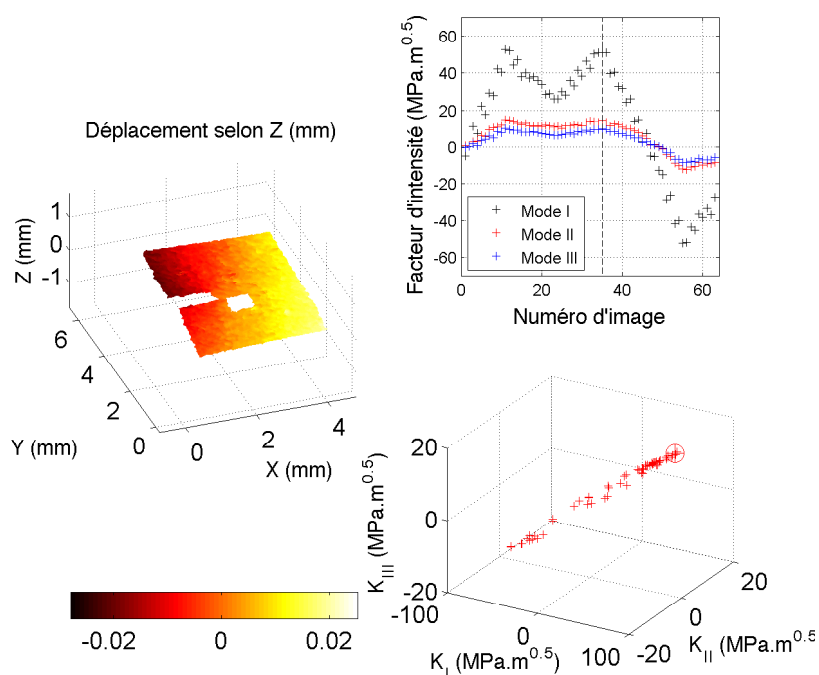 Déplacement selon Z (mm)
Z (mm)
1
0
-1
6
4
2
0
Y (mm)
0
2
4
X (mm)
-0.02
0
0.02
Facteur d'intensité (MPa.m^0.5)
60
40
20
0
-20
-40
-60
Mode I
Mode II
Mode III
0
20
40
60
Numéro d'image
K_III (MPa.m^0.5)
20
0
-20
-100
0
100
K_I (MPa.m^0.5)
-20
0
20
K_II (MPa.m^0.5)